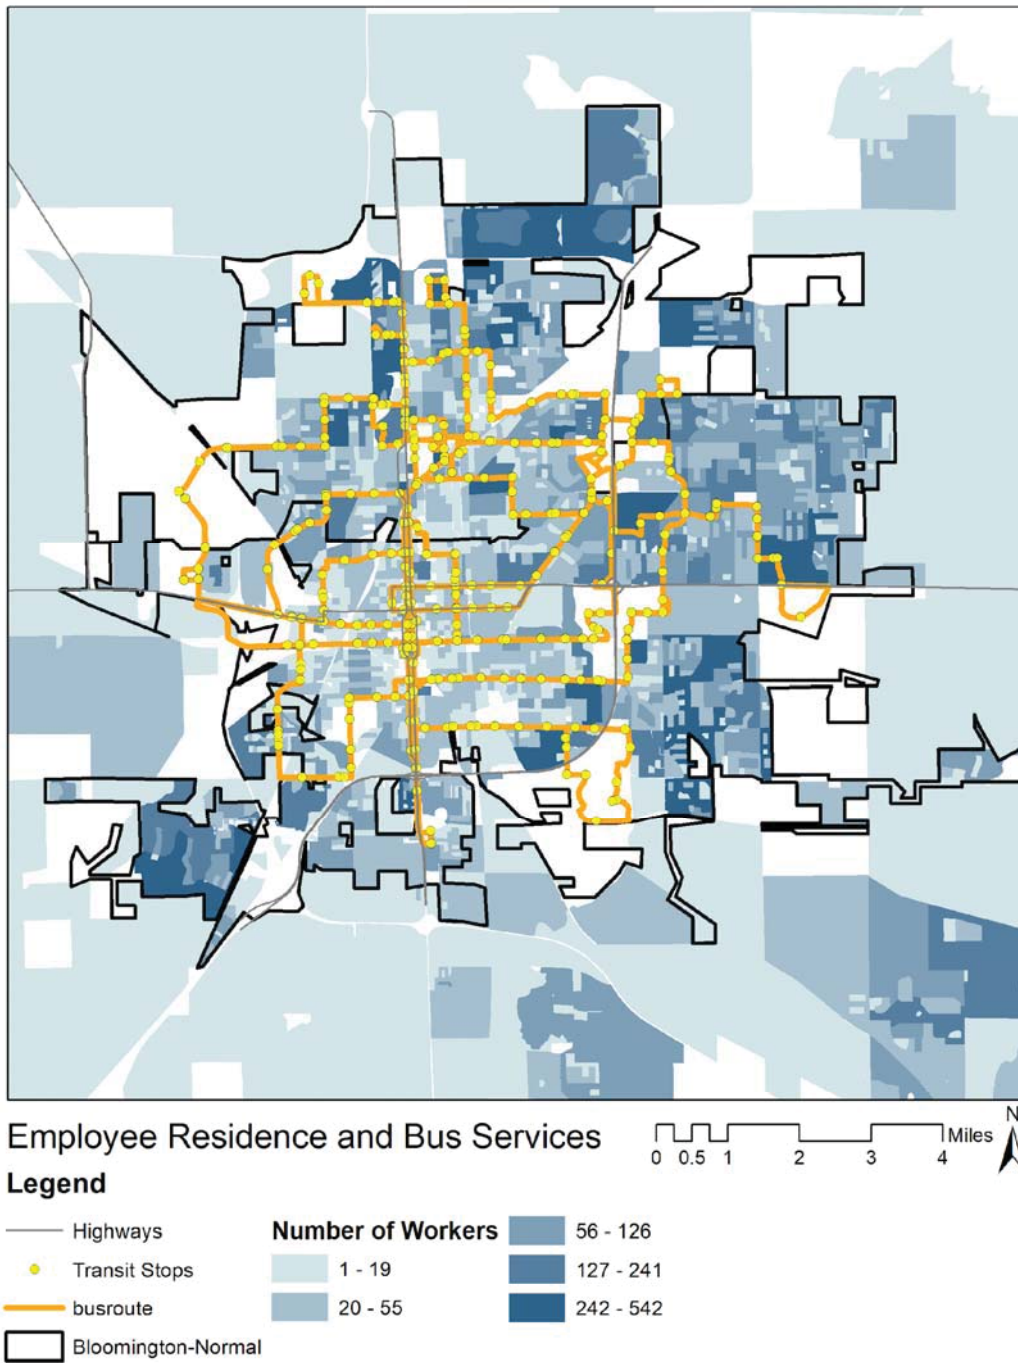 Employee Residence and Bus Services
Miles
0 0.5 1 2 3 4
N
Legend
Highways
Transit Stops
busroute
Bloomington-Normal
Number of Workers
1 - 19
20 - 55
56 - 126
127 - 241
242 - 542